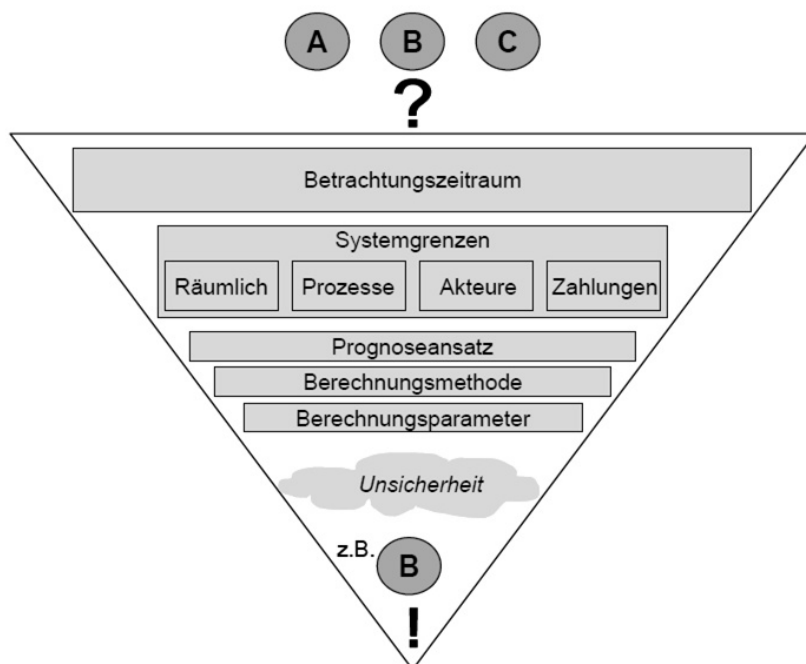 A B C
?
Betrachtungszeitraum
Systemgrenzen
Räumlich Prozesse Akteure Zahlungen
Prognoseansatz
Berechnungsmethode
Berechnungsparameter
Unsicherheit
z.B. B
!